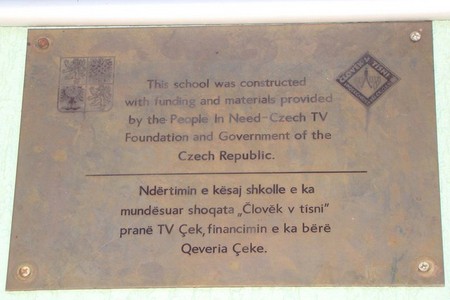 This school was constructed
with funding and materials provided
by the People In Need-Czech TV
Foundation and Government of the
Czech Republic.
Ndërtimin e kësaj shkolle e ka
mundësuar shoqata „Člověk v tisni"
pranë TV Çek, financimin e ka bërë
Qeveria Çeke.